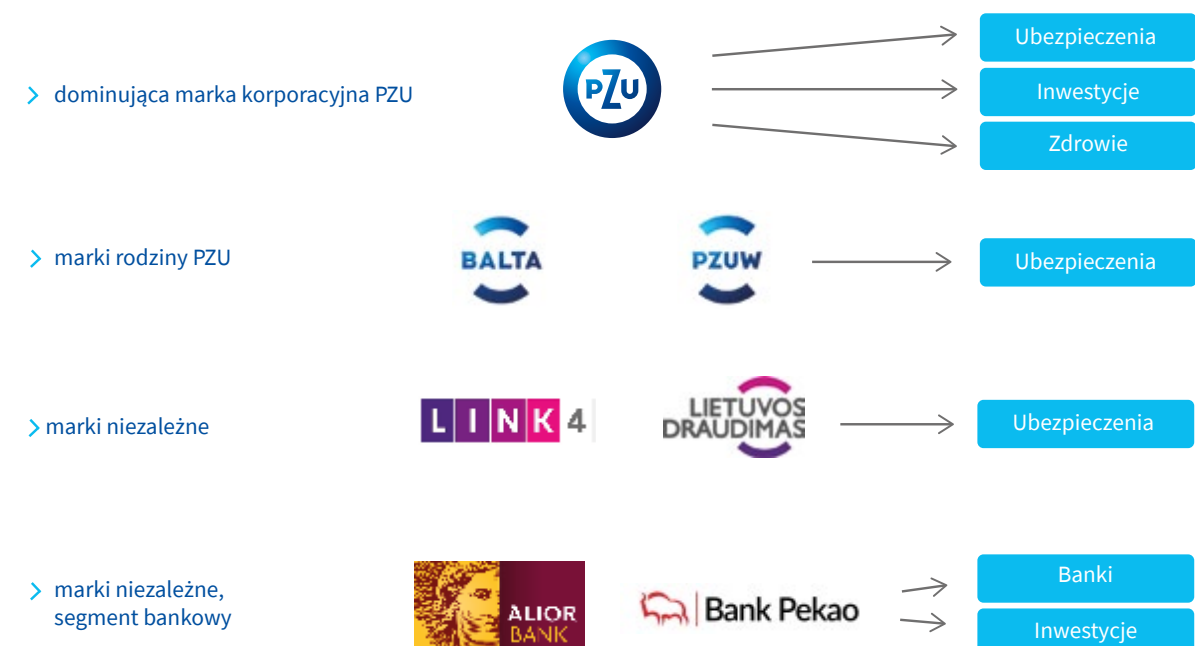 Ubezpieczenia
> dominująca marka korporacyjna PZU
PZU
Inwestycje
Zdrowie
> marki rodziny PZU
BALTA
PZUW
Ubezpieczenia
> marki niezależne
LINK4
LIETUVOS
DRAUDIMAS
Ubezpieczenia
> marki niezależne,
segment bankowy
ALIOR
BANK
Bank Pekao
Banki
Inwestycje